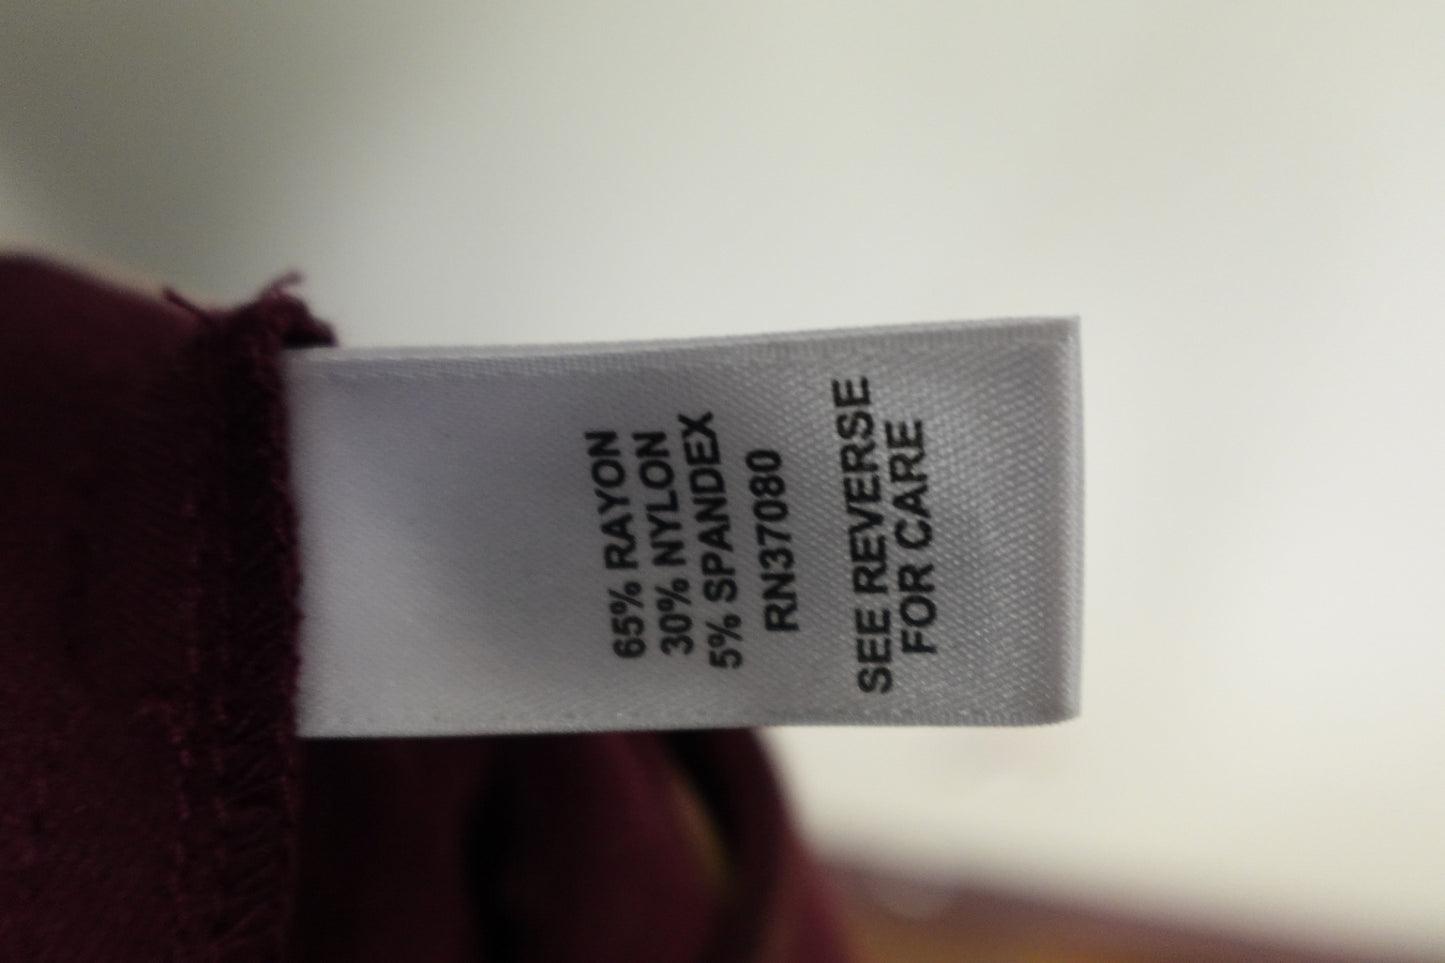 65% RAYON
30% NYLON
5% SPANDEX
RN37080
SEE REVERSE
FOR CARE